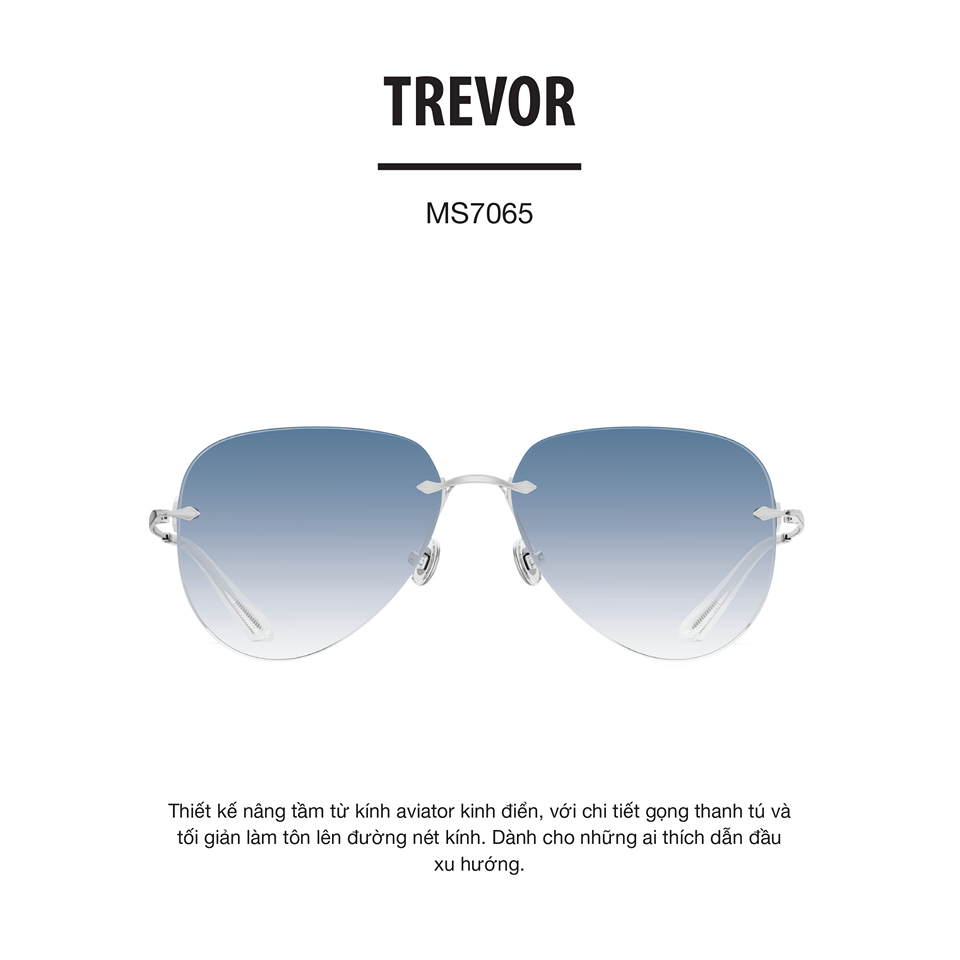 TREVOR
MS7065
Thiết kế nâng tầm từ kính aviator kinh điển, với chi tiết gọng thanh tú và
tối giản làm tôn lên đường nét kính. Dành cho những ai thích dẫn đầu
xu hướng.